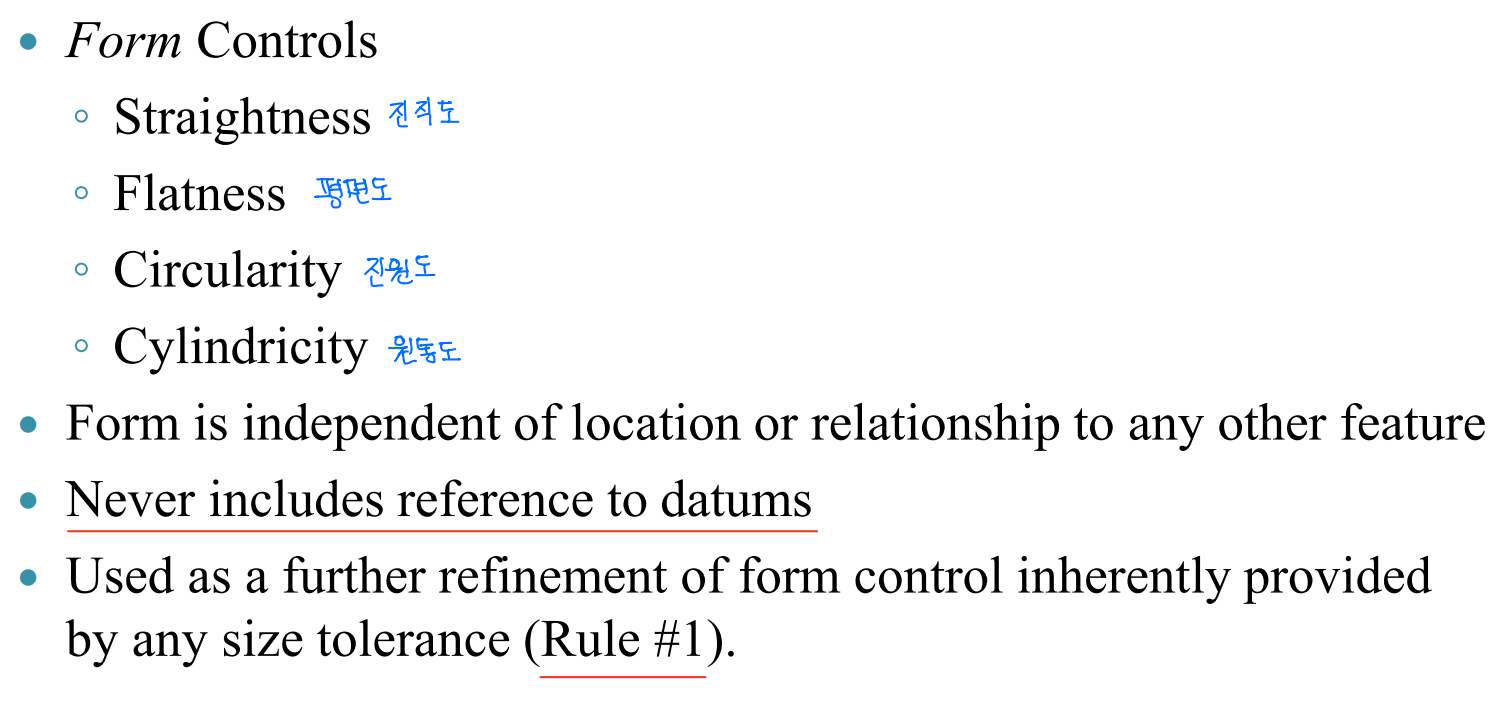 • Form Controls
◦ Straightness 진직도
◦ Flatness 평면도
◦ Circularity 진원도
◦ Cylindricity 원통도
• Form is independent of location or relationship to any other feature
• Never includes reference to datums
• Used as a further refinement of form control inherently provided
by any size tolerance (Rule #1).